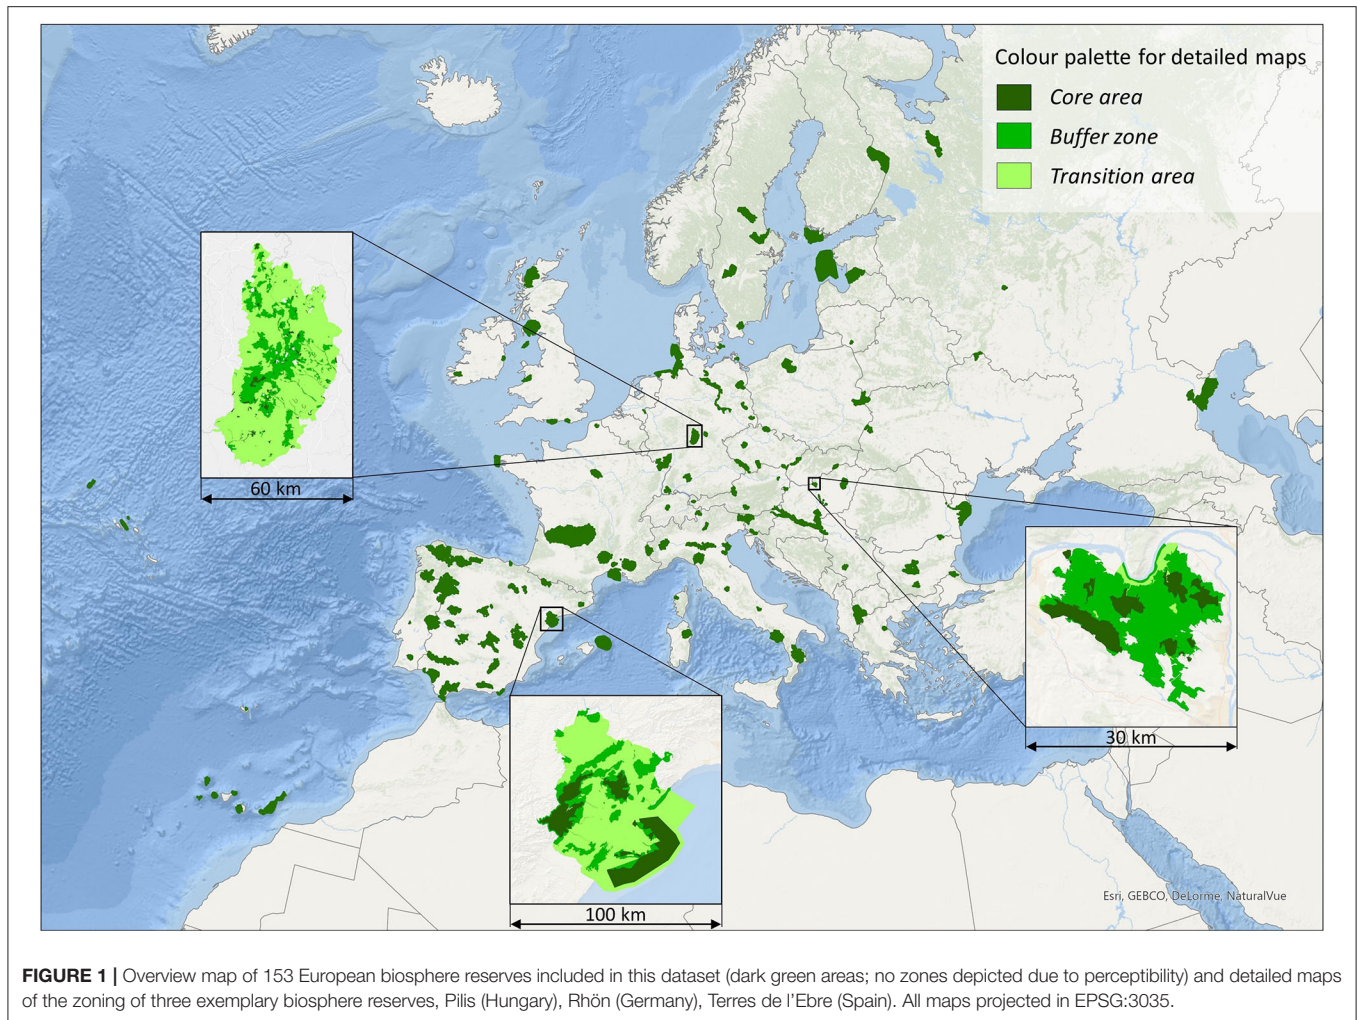 Colour palette for detailed maps
Core area
Buffer zone
Transition area
60 km
30 km
100 km
Esri, GEBCO, DeLorme, NaturalVue
FIGURE 1 | Overview map of 153 European biosphere reserves included in this dataset (dark green areas; no zones depicted due to perceptibility) and detailed maps
of the zoning of three exemplary biosphere reserves, Pilis (Hungary), Rhön (Germany), Terres de l'Ebre (Spain). All maps projected in EPSG:3035.